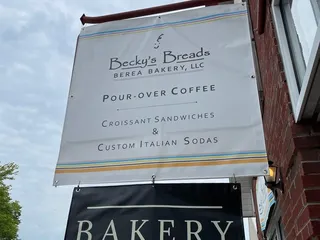 Becky's Breads
BEREA BAKERY, LLC
POUR-OVER COFFEE
CROISSANT SANDWICHES
&
CUSTOM ITALIAN SODAS
BAKERY